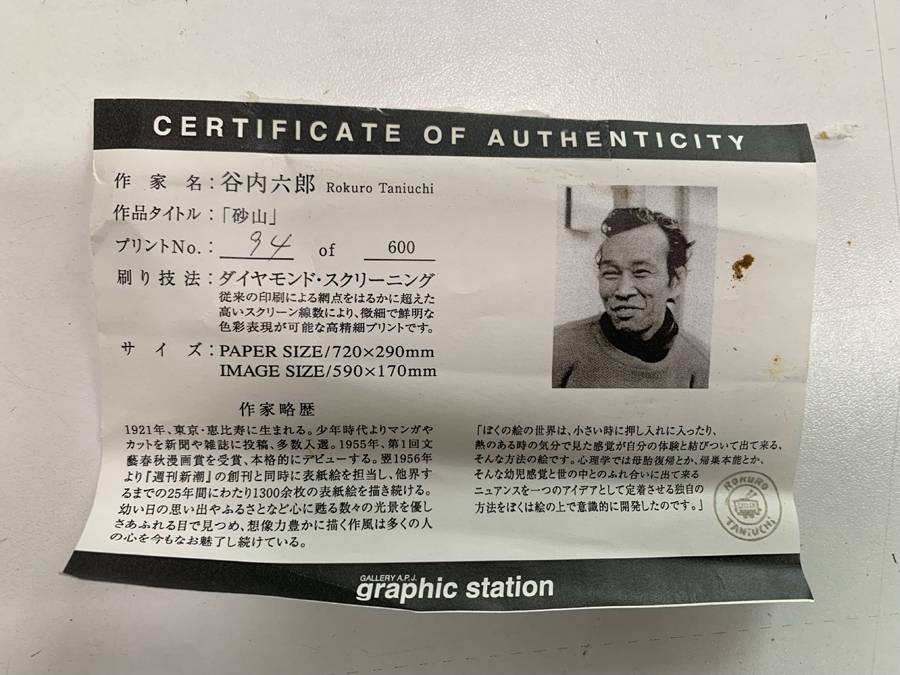 CERTIFICATE OF AUTHENTICITY
作家名：谷内六郎 Rokuro Taniuchi
作品タイトル：「砂山」
プリントNo.： 94 of 600
刷り技法：ダイヤモンド・スクリーニング
従来の印刷による網点をはるかに超えた
高いスクリーン線数により、微細で鮮明な
色彩表現が可能な高精細プリントです。
サイズ：PAPER SIZE/720×290mm
IMAGE SIZE/590×170mm
作家略歴
1921年、東京・恵比寿に生まれる。少年時代よりマンガや
カットを新聞や雑誌に投稿、多数入選。1955年、第1回文
藝春秋漫画賞を受賞、本格的にデビューする。翌1956年
より『週刊新潮』の創刊と同時に表紙絵を担当し、他界す
るまでの25年間にわたり1300余枚の表紙絵を描き続ける。
幼い日の思い出やふるさとなど心に甦る数々の光景を優し
さあふれる目で見つめ、想像力豊かに描く作風は多くの人
の心を今もなお魅了し続けている。
「ぼくの絵の世界は、小さい時に押し入れに入ったり、
熱のある時の気分で見た感覚が自分の体験と結びついて出て来る、
そんな方法の絵です。心理学では母胎復帰とか、帰巣本能とか、
そんな幼児感覚と世の中とのふれ合いに出て来る
ニュアンスを一つのアイデアとして定着させる独自の
方法をぼくは絵の上で意識的に開発したのです。」
ROKURO
TANIUCHI
GALLERY A.P.J.
graphic station